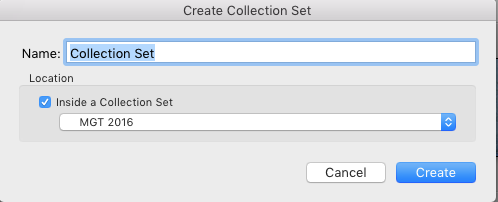 Create Collection Set
Name: Collection Set
Location
Inside a Collection Set
MGT 2016
Cancel Create